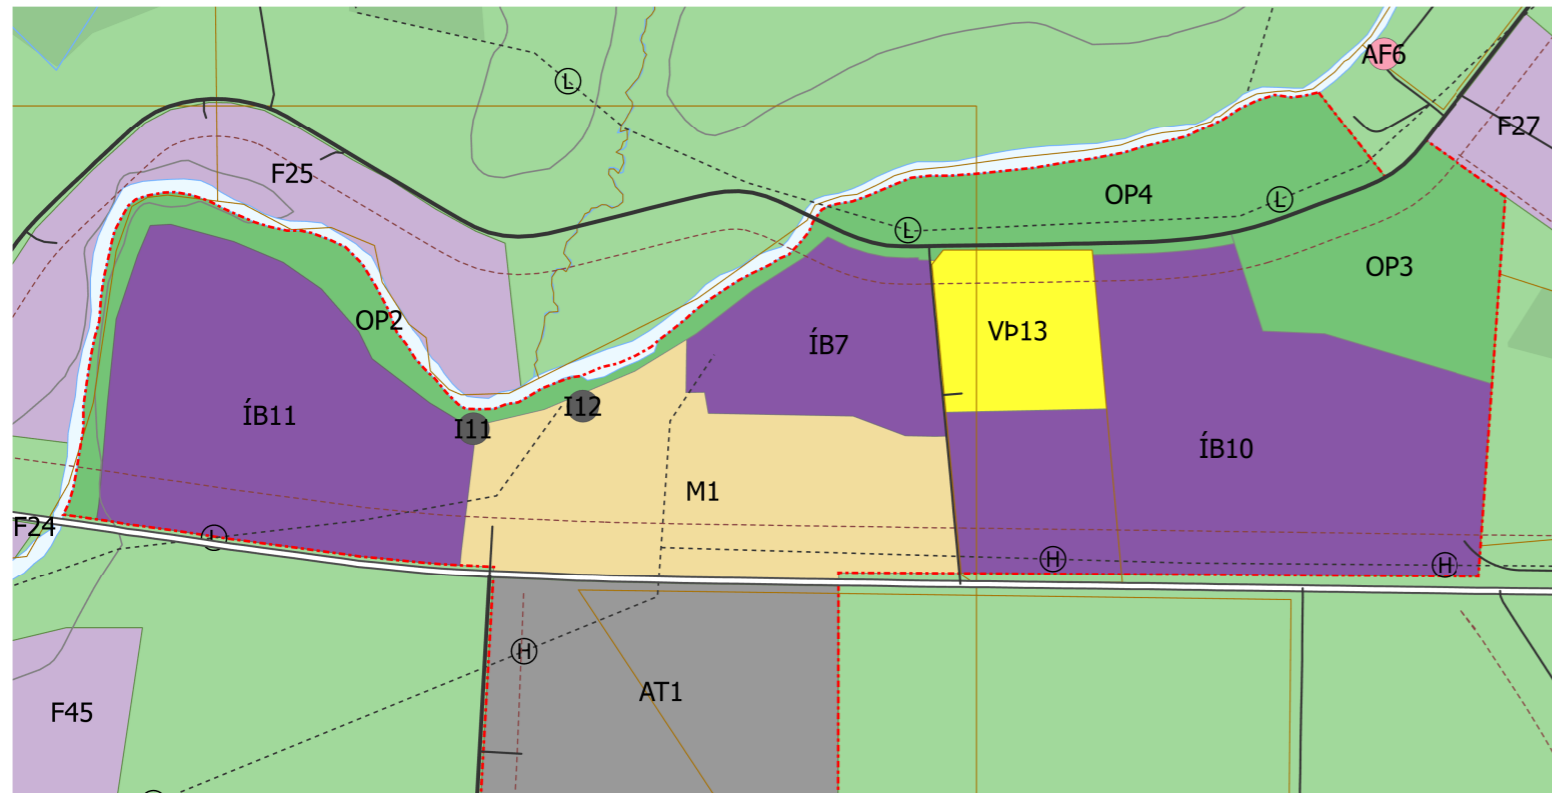 AF6
L
F27
F25
OP4
L
L
OP3
OP2
VÞ13
ÍB7
I12
ÍB11
I11
ÍB10
M1
F24
L
H
H
H
AT1
F45